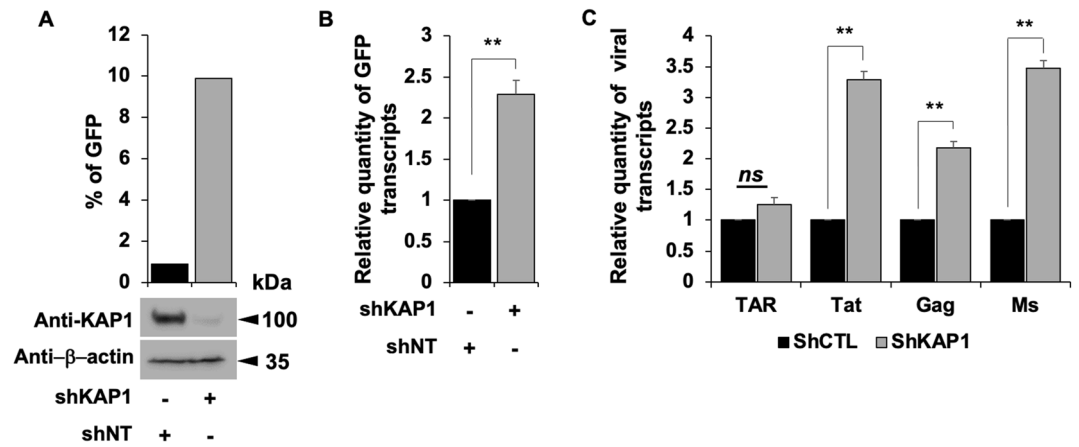 A
% of GFP
12
10
8
6
4
2
0
kDa
Anti-KAP1
100
Anti–β–actin
35
shKAP1 - +
shNT + -
B
Relative quantity of GFP
transcripts
3
2.5
2
1.5
1
0.5
0
**
shKAP1 - +
shNT + -
C
Relative quantity of viral
transcripts
4
3.5
3
2.5
2
1.5
1
0.5
0
ns
**
**
**
TAR Tat Gag Ms
ShCTL ShKAP1